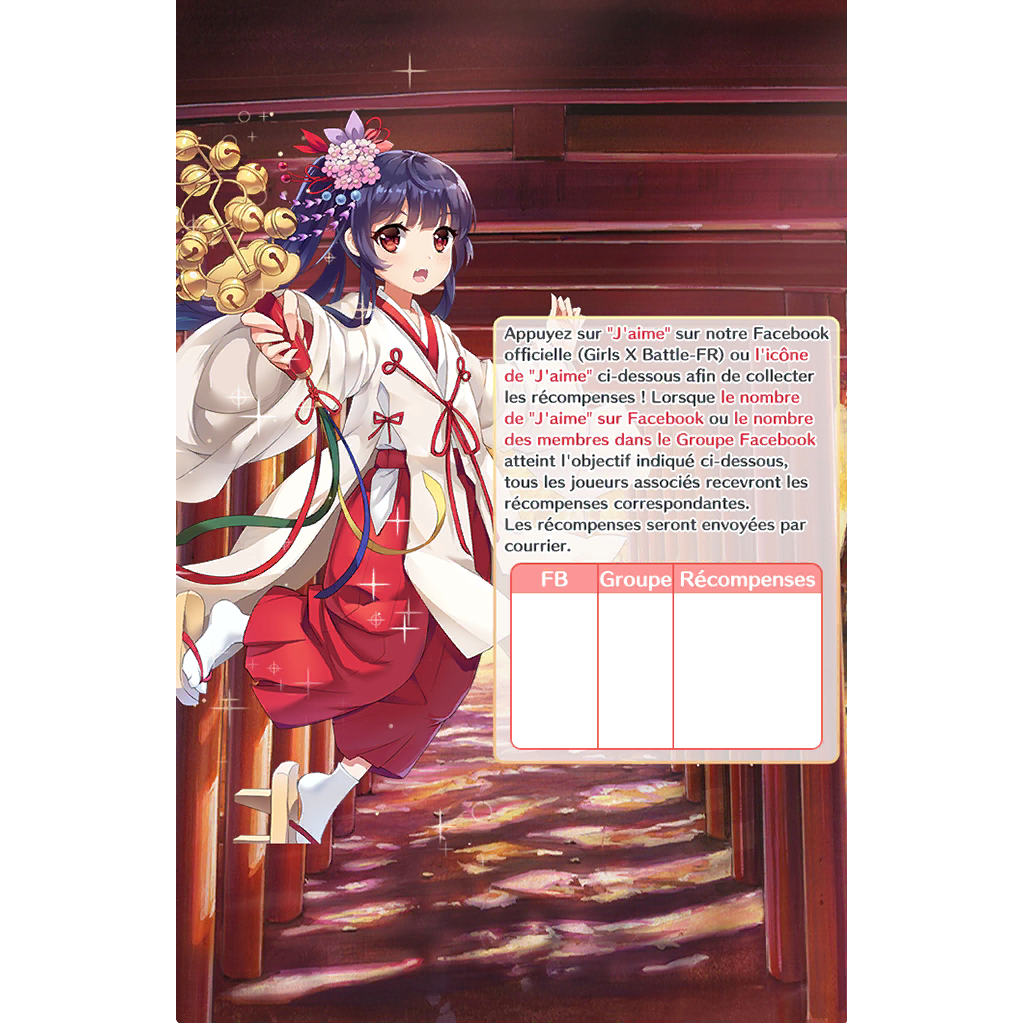 Appuyez sur "J'aime" sur notre Facebook
officielle (Girls X Battle-FR) ou l'icône
de "J'aime" ci-dessous afin de collecter
les récompenses ! Lorsque le nombre
de "J'aime" sur Facebook ou le nombre
des membres dans le Groupe Facebook
atteint l'objectif indiqué ci-dessous,
tous les joueurs associés recevront les
récompenses correspondantes.
Les récompenses seront envoyées par
courrier.
FB Groupe Récompenses